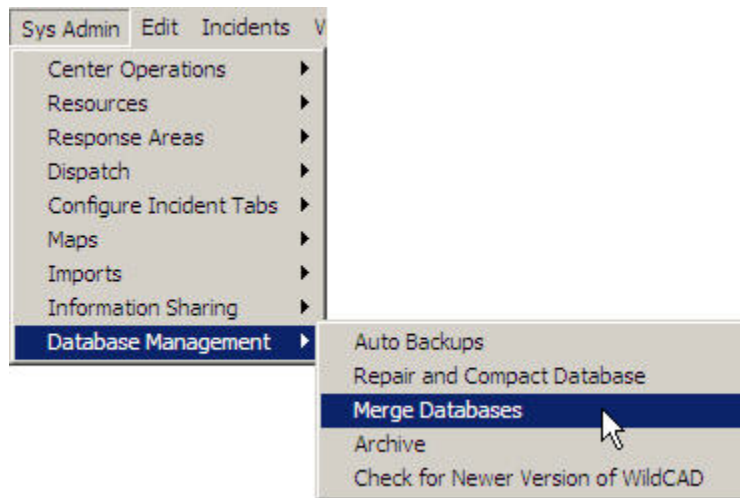 Sys Admin Edit Incidents
Center Operations
Resources
Response Areas
Dispatch
Configure Incident Tabs
Maps
Imports
Information Sharing
Database Management
Auto Backups
Repair and Compact Database
Merge Databases
Archive
Check for Newer Version of WildCAD